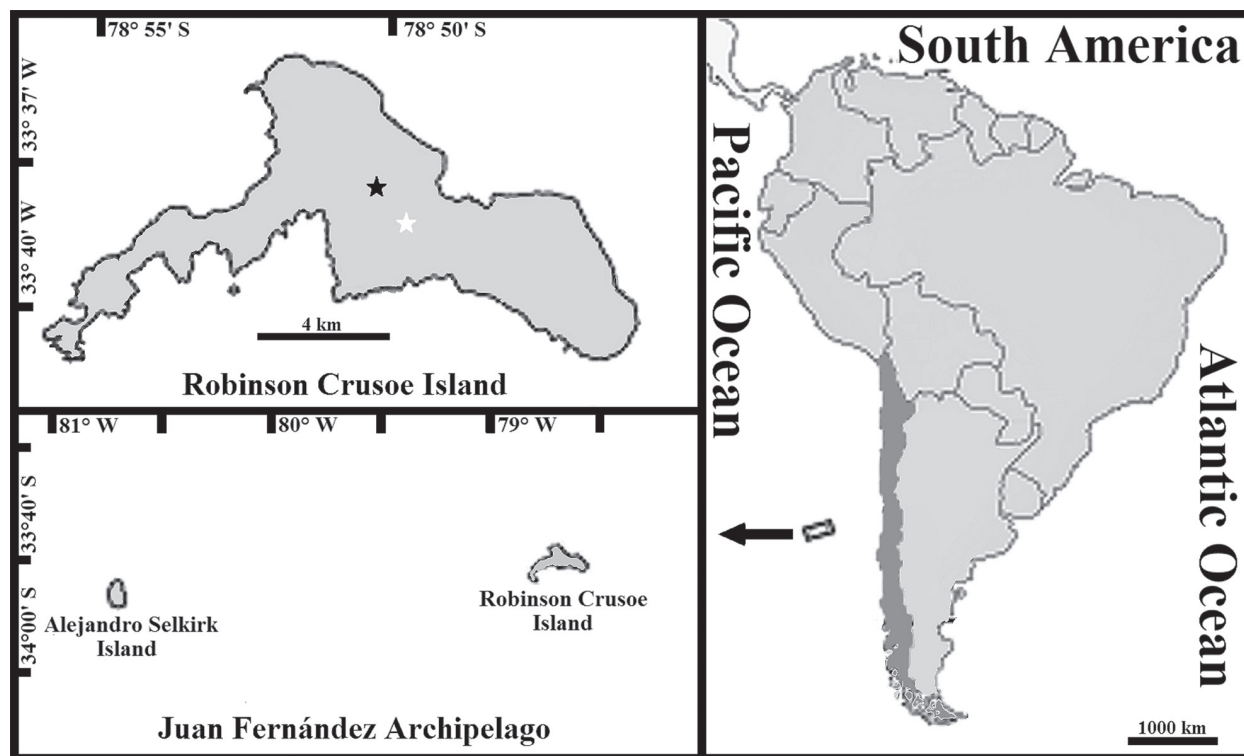 78° 55' S
78° 50' S
33° 37' W
33° 40' W
4 km
Robinson Crusoe Island
81° W
80° W
79° W
33° 40' S
34° 00' S
Alejandro Selkirk
Island
Robinson Crusoe
Island
Juan Fernández Archipelago
South America
Pacific Ocean
Atlantic Ocean
1000 km